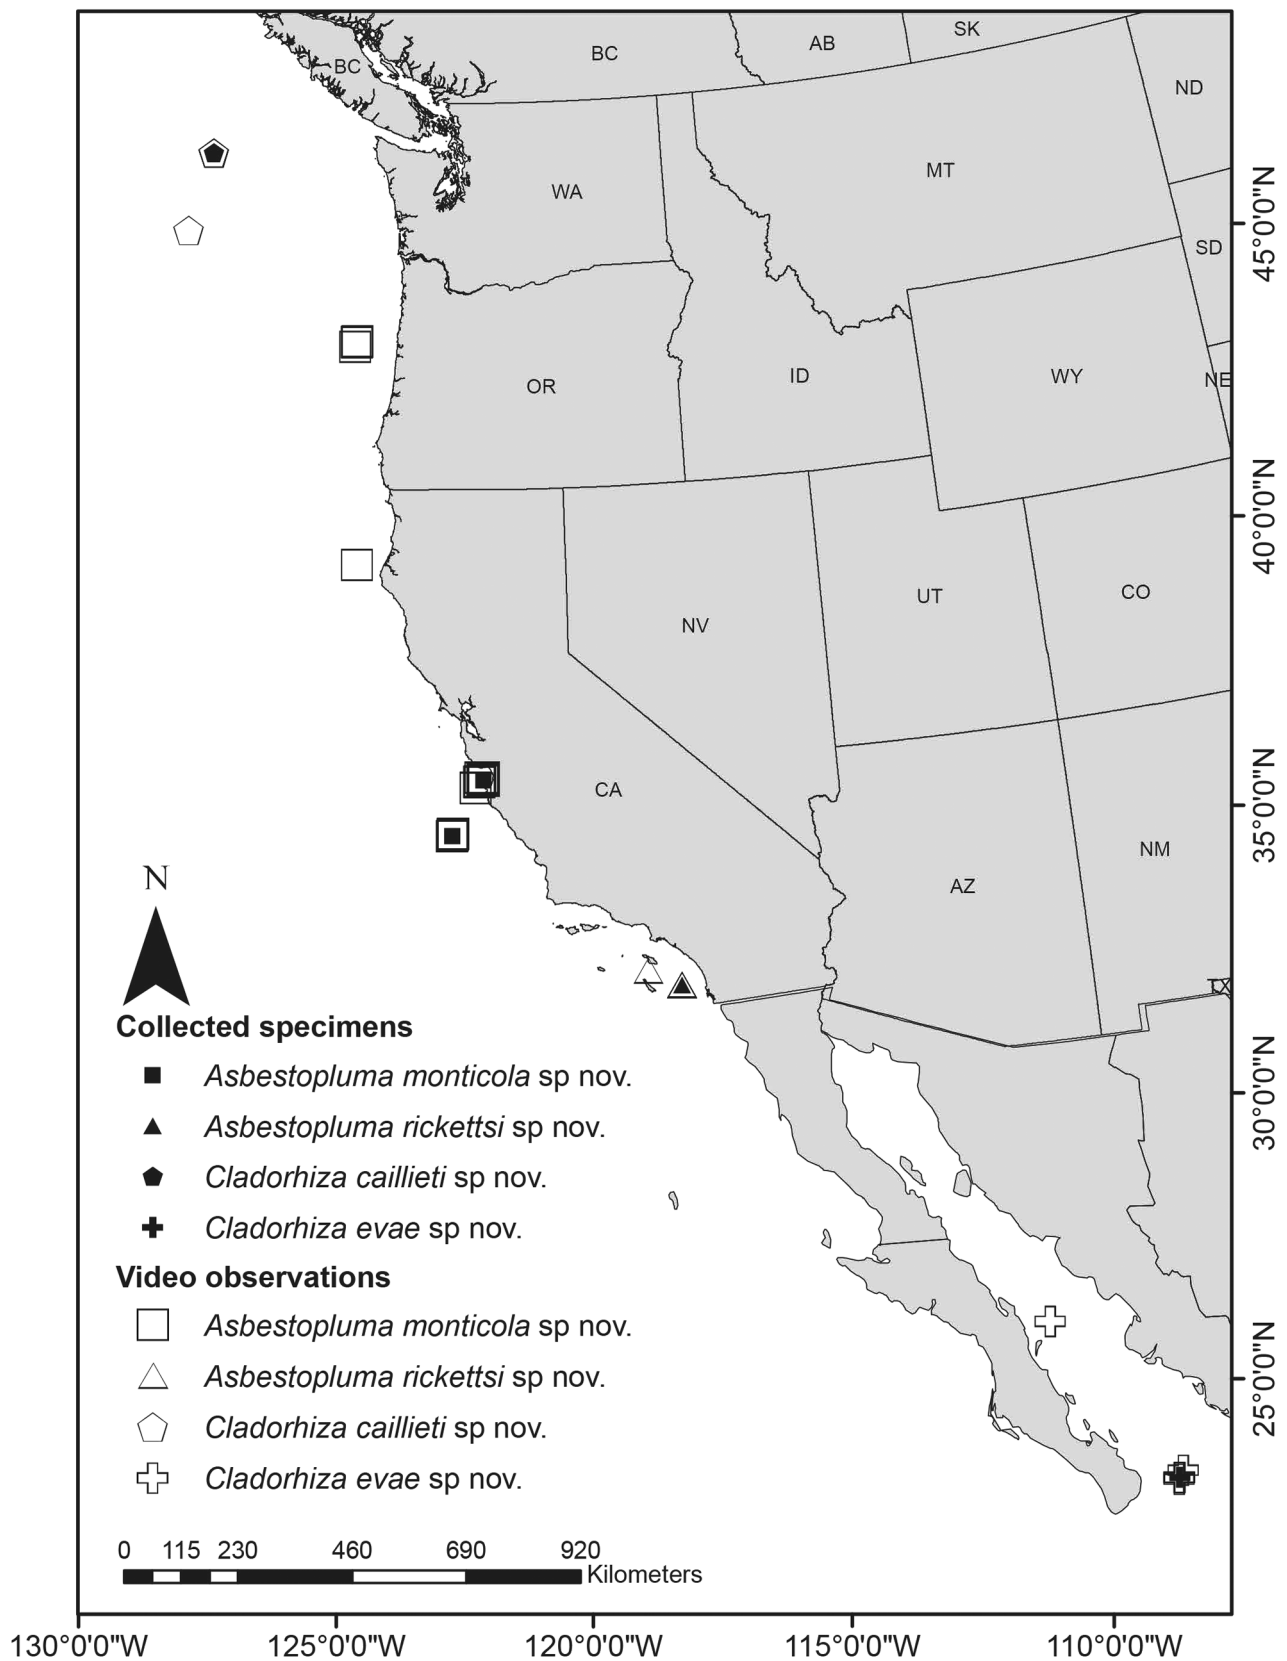 BC
BC
AB
SK
ND
MT
WA
SD
OR
ID
WY
NE
NV
UT
CO
CA
AZ
NM
N
Collected specimens
Asbestopluma monticola sp nov.
Asbestopluma rickettsi sp nov.
Cladorhiza caillieti sp nov.
Cladorhiza evae sp nov.
Video observations
Asbestopluma monticola sp nov.
Asbestopluma rickettsi sp nov.
Cladorhiza caillieti sp nov.
Cladorhiza evae sp nov.
0 115 230 460 690 920
Kilometers
45°0'0"N
40°0'0"N
35°0'0"N
30°0'0"N
25°0'0"N
130°0'0"W 125°0'0"W 120°0'0"W 115°0'0"W 110°0'0"W